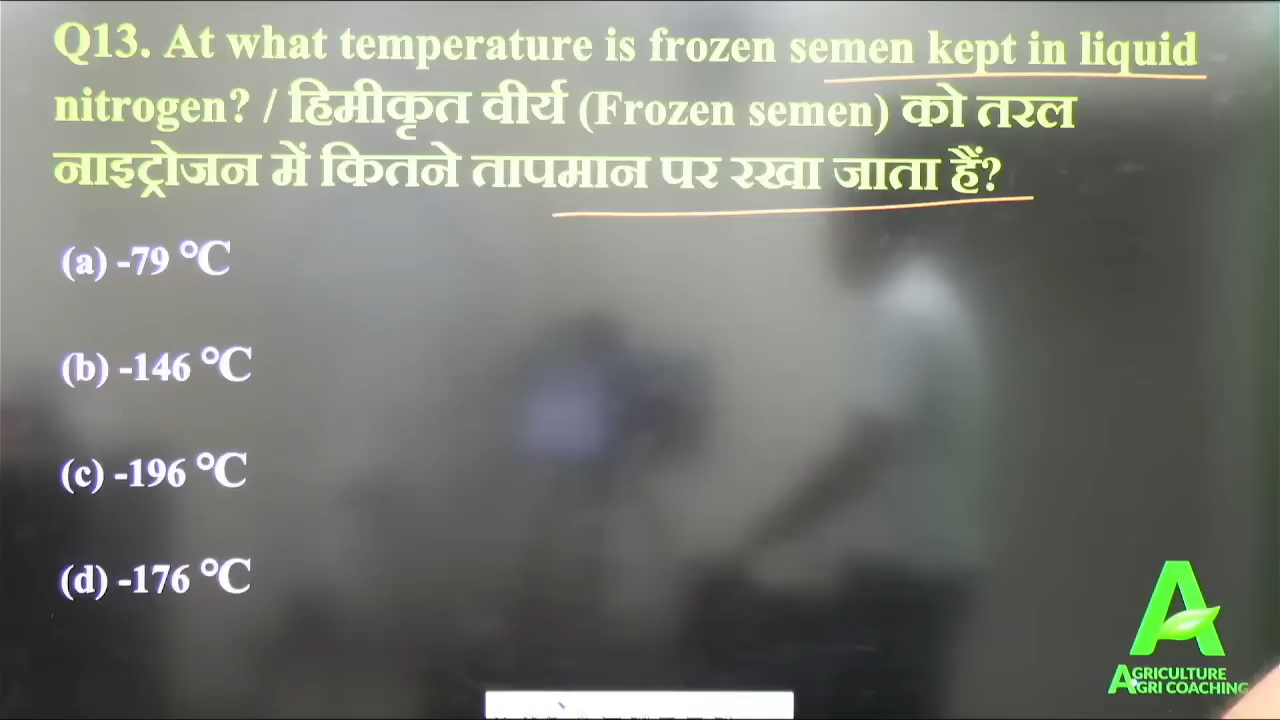 Q13. At what temperature is frozen semen kept in liquid
nitrogen? / हिमीकृत वीर्य (Frozen semen) को तरल
नाइट्रोजन में कितने तापमान पर रखा जाता हैं?
(a) -79 °C
(b) -146 °C
(c) -196 °C
(d) -176 °C
AGRICULTURE
AGRI COACHING